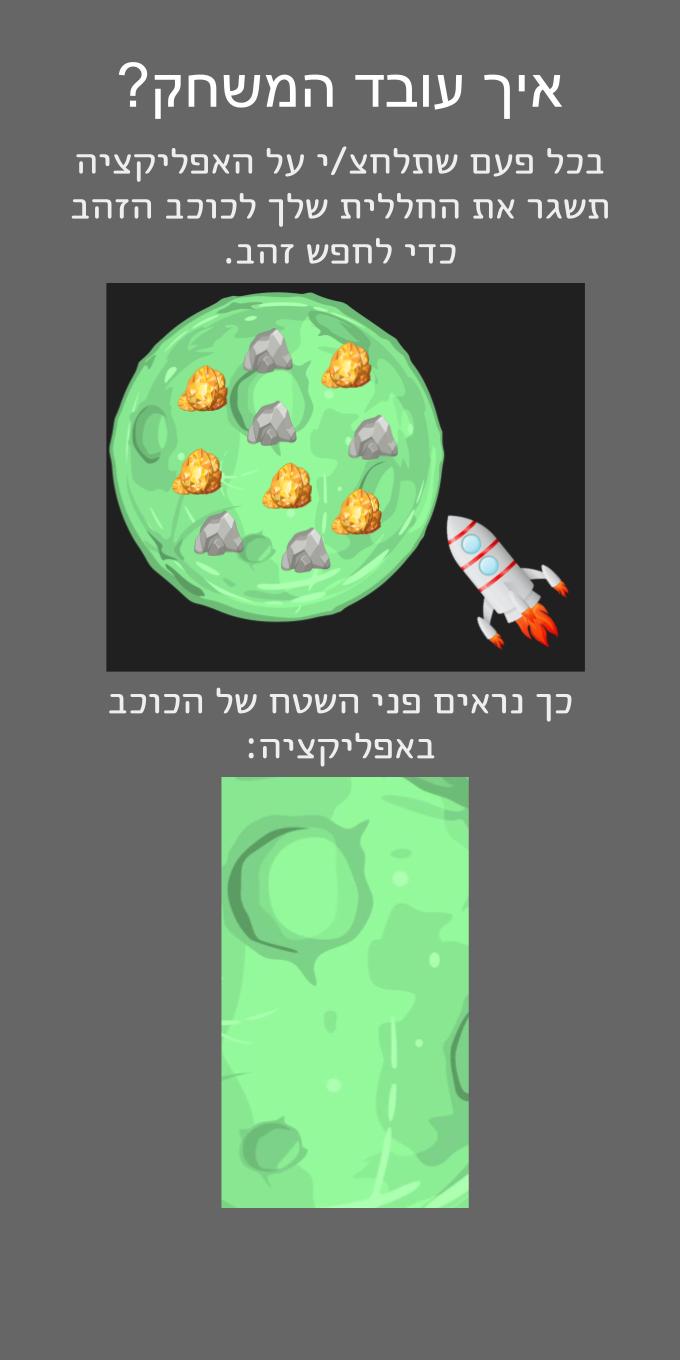 איך עובד המשחק?
בכל פעם שתלחצ/י על האפליקציה
תשגר את החללית שלך לכוכב הזהב
כדי לחפש זהב.
כך נראים פני השטח של הכוכב
באפליקציה: